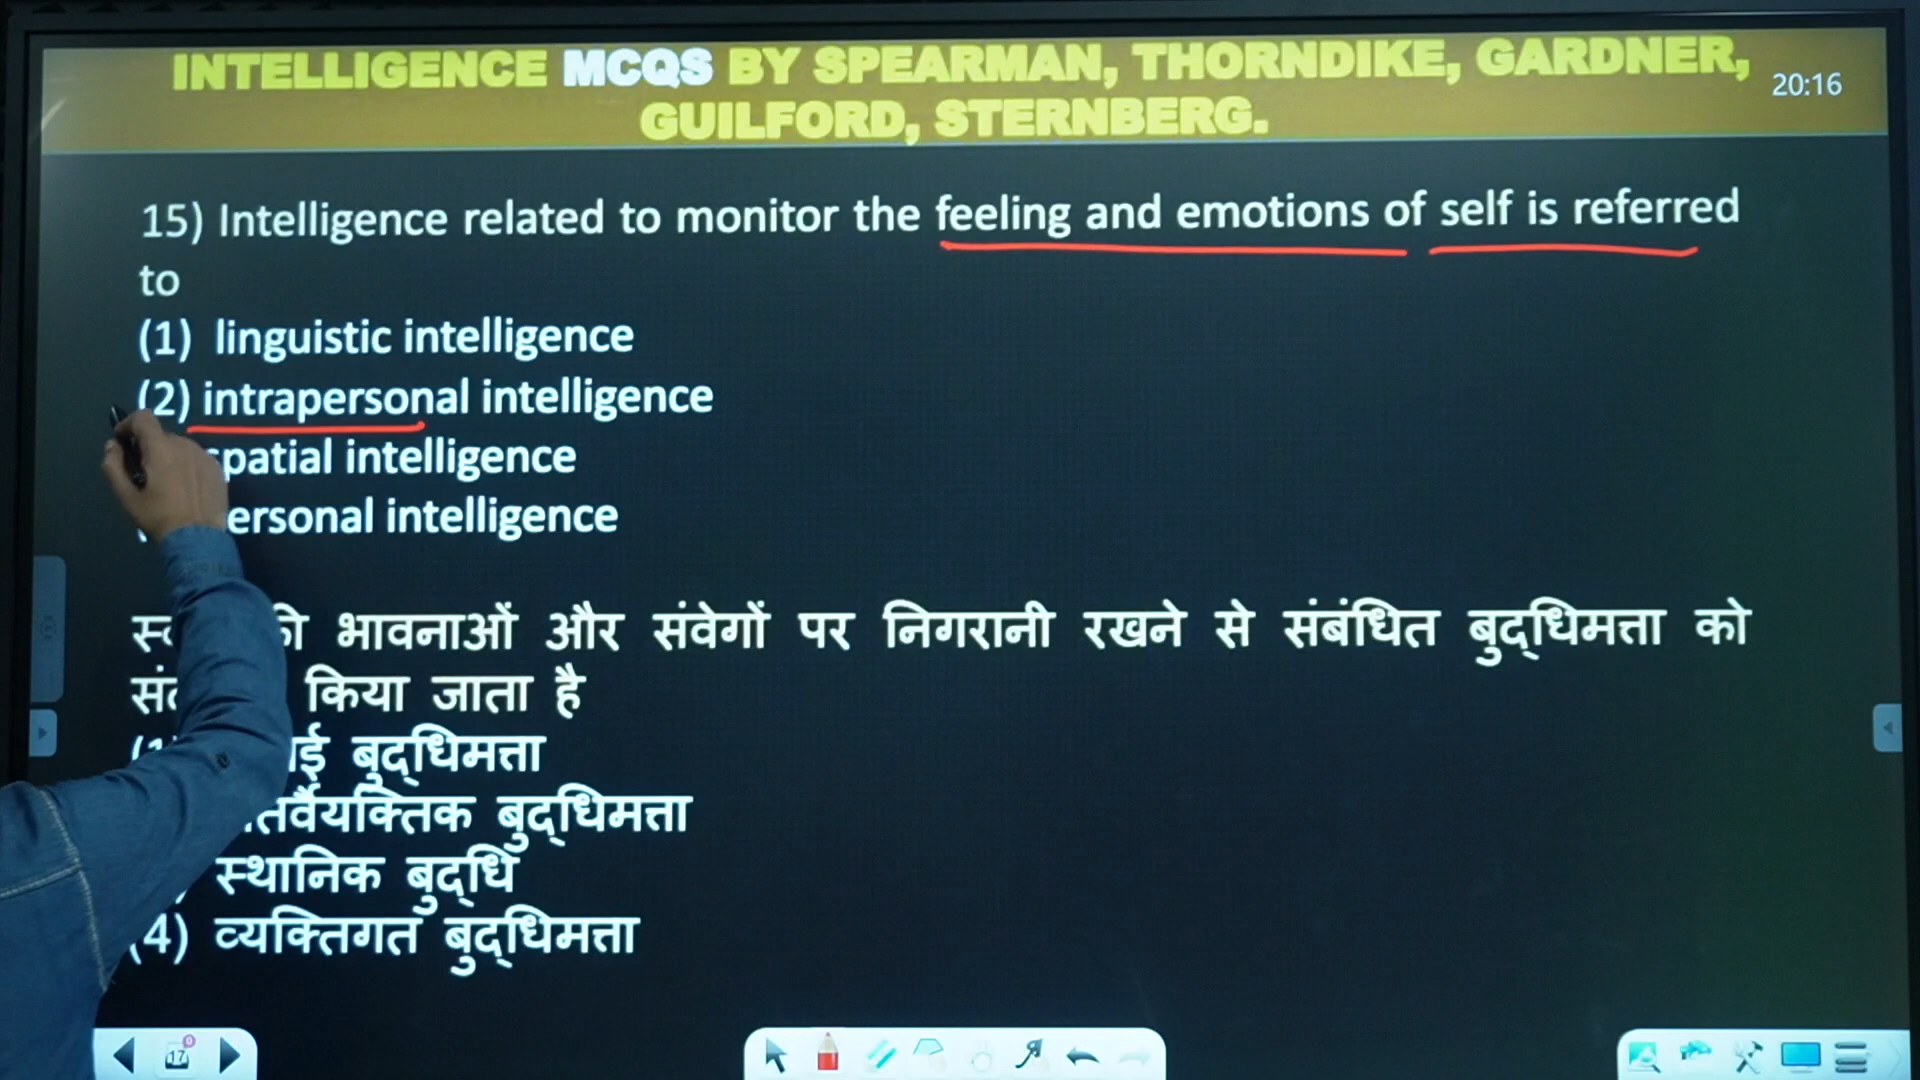 INTELLIGENCE MCQS BY SPEARMAN, THORNDIKE, GARDNER,
GUILFORD, STERNBERG.
20:16
15) Intelligence related to monitor the feeling and emotions of self is referred
to
(1) linguistic intelligence
(2) intrapersonal intelligence
spatial intelligence
intelligence
की भावनाओं और संवेगों पर निगरानी रखने से संबंधित बुद्धिमत्ता को
किया जाता है
बुद्धिमत्ता
बुद्धिमत्ता
स्थानिक बुद्धि
(4) व्यक्तिगत बुद्धिमत्ता
17
0